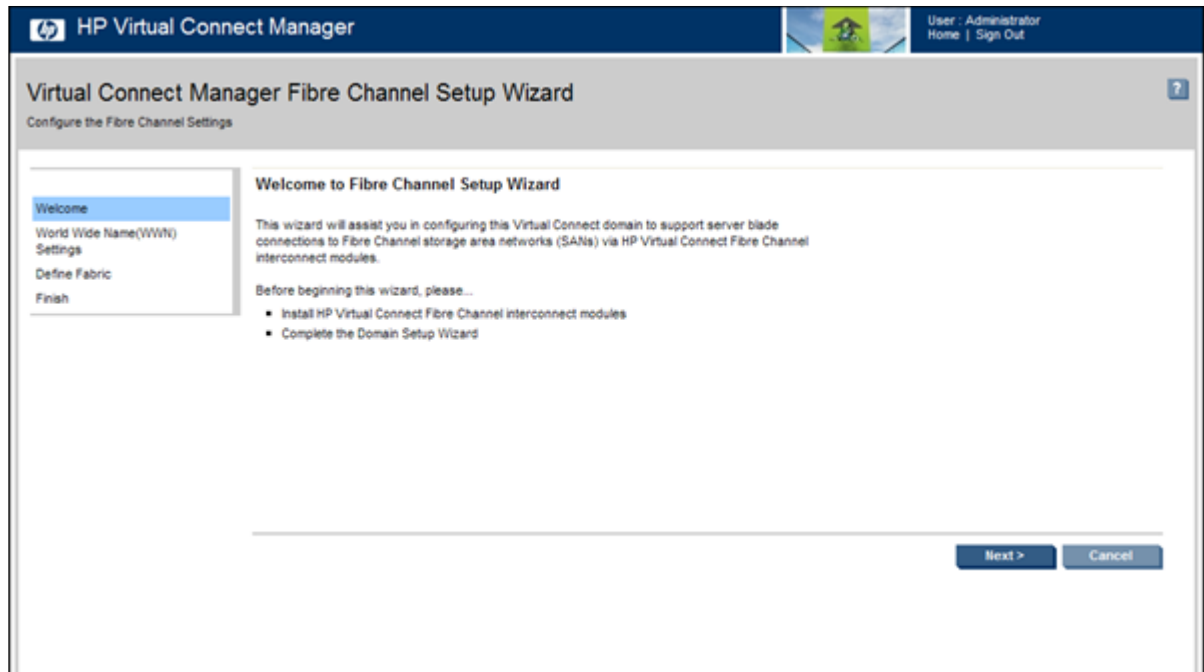 hp HP Virtual Connect Manager
User : Administrator
Home | Sign Out
Virtual Connect Manager Fibre Channel Setup Wizard
?
Configure the Fibre Channel Settings
Welcome
World Wide Name(WWN)
Settings
Define Fabric
Finish
Welcome to Fibre Channel Setup Wizard
This wizard will assist you in configuring this Virtual Connect domain to support server blade
connections to Fibre Channel storage area networks (SANs) via HP Virtual Connect Fibre Channel
interconnect modules.
Before beginning this wizard, please...
▪ Install HP Virtual Connect Fibre Channel interconnect modules
▪ Complete the Domain Setup Wizard
Next >
Cancel